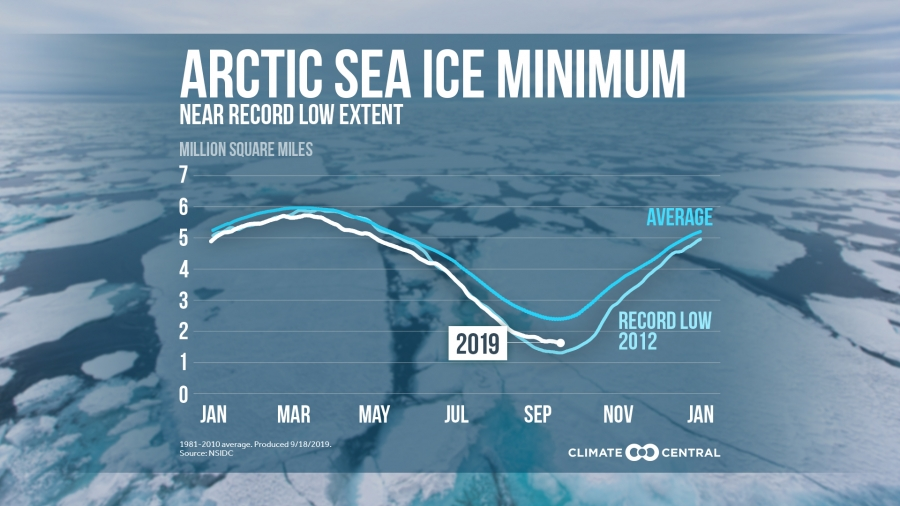 ARCTIC SEA ICE MINIMUM
NEAR RECORD LOW EXTENT
MILLION SQUARE MILES
7
6
AVERAGE
5
4
3
RECORD LOW
2012
2
2019
1
0
JAN MAR MAY JUL SEP NOV JAN
1981-2010 average. Produced 9/18/2019.
Source: NSIDC
CLIMATE CENTRAL